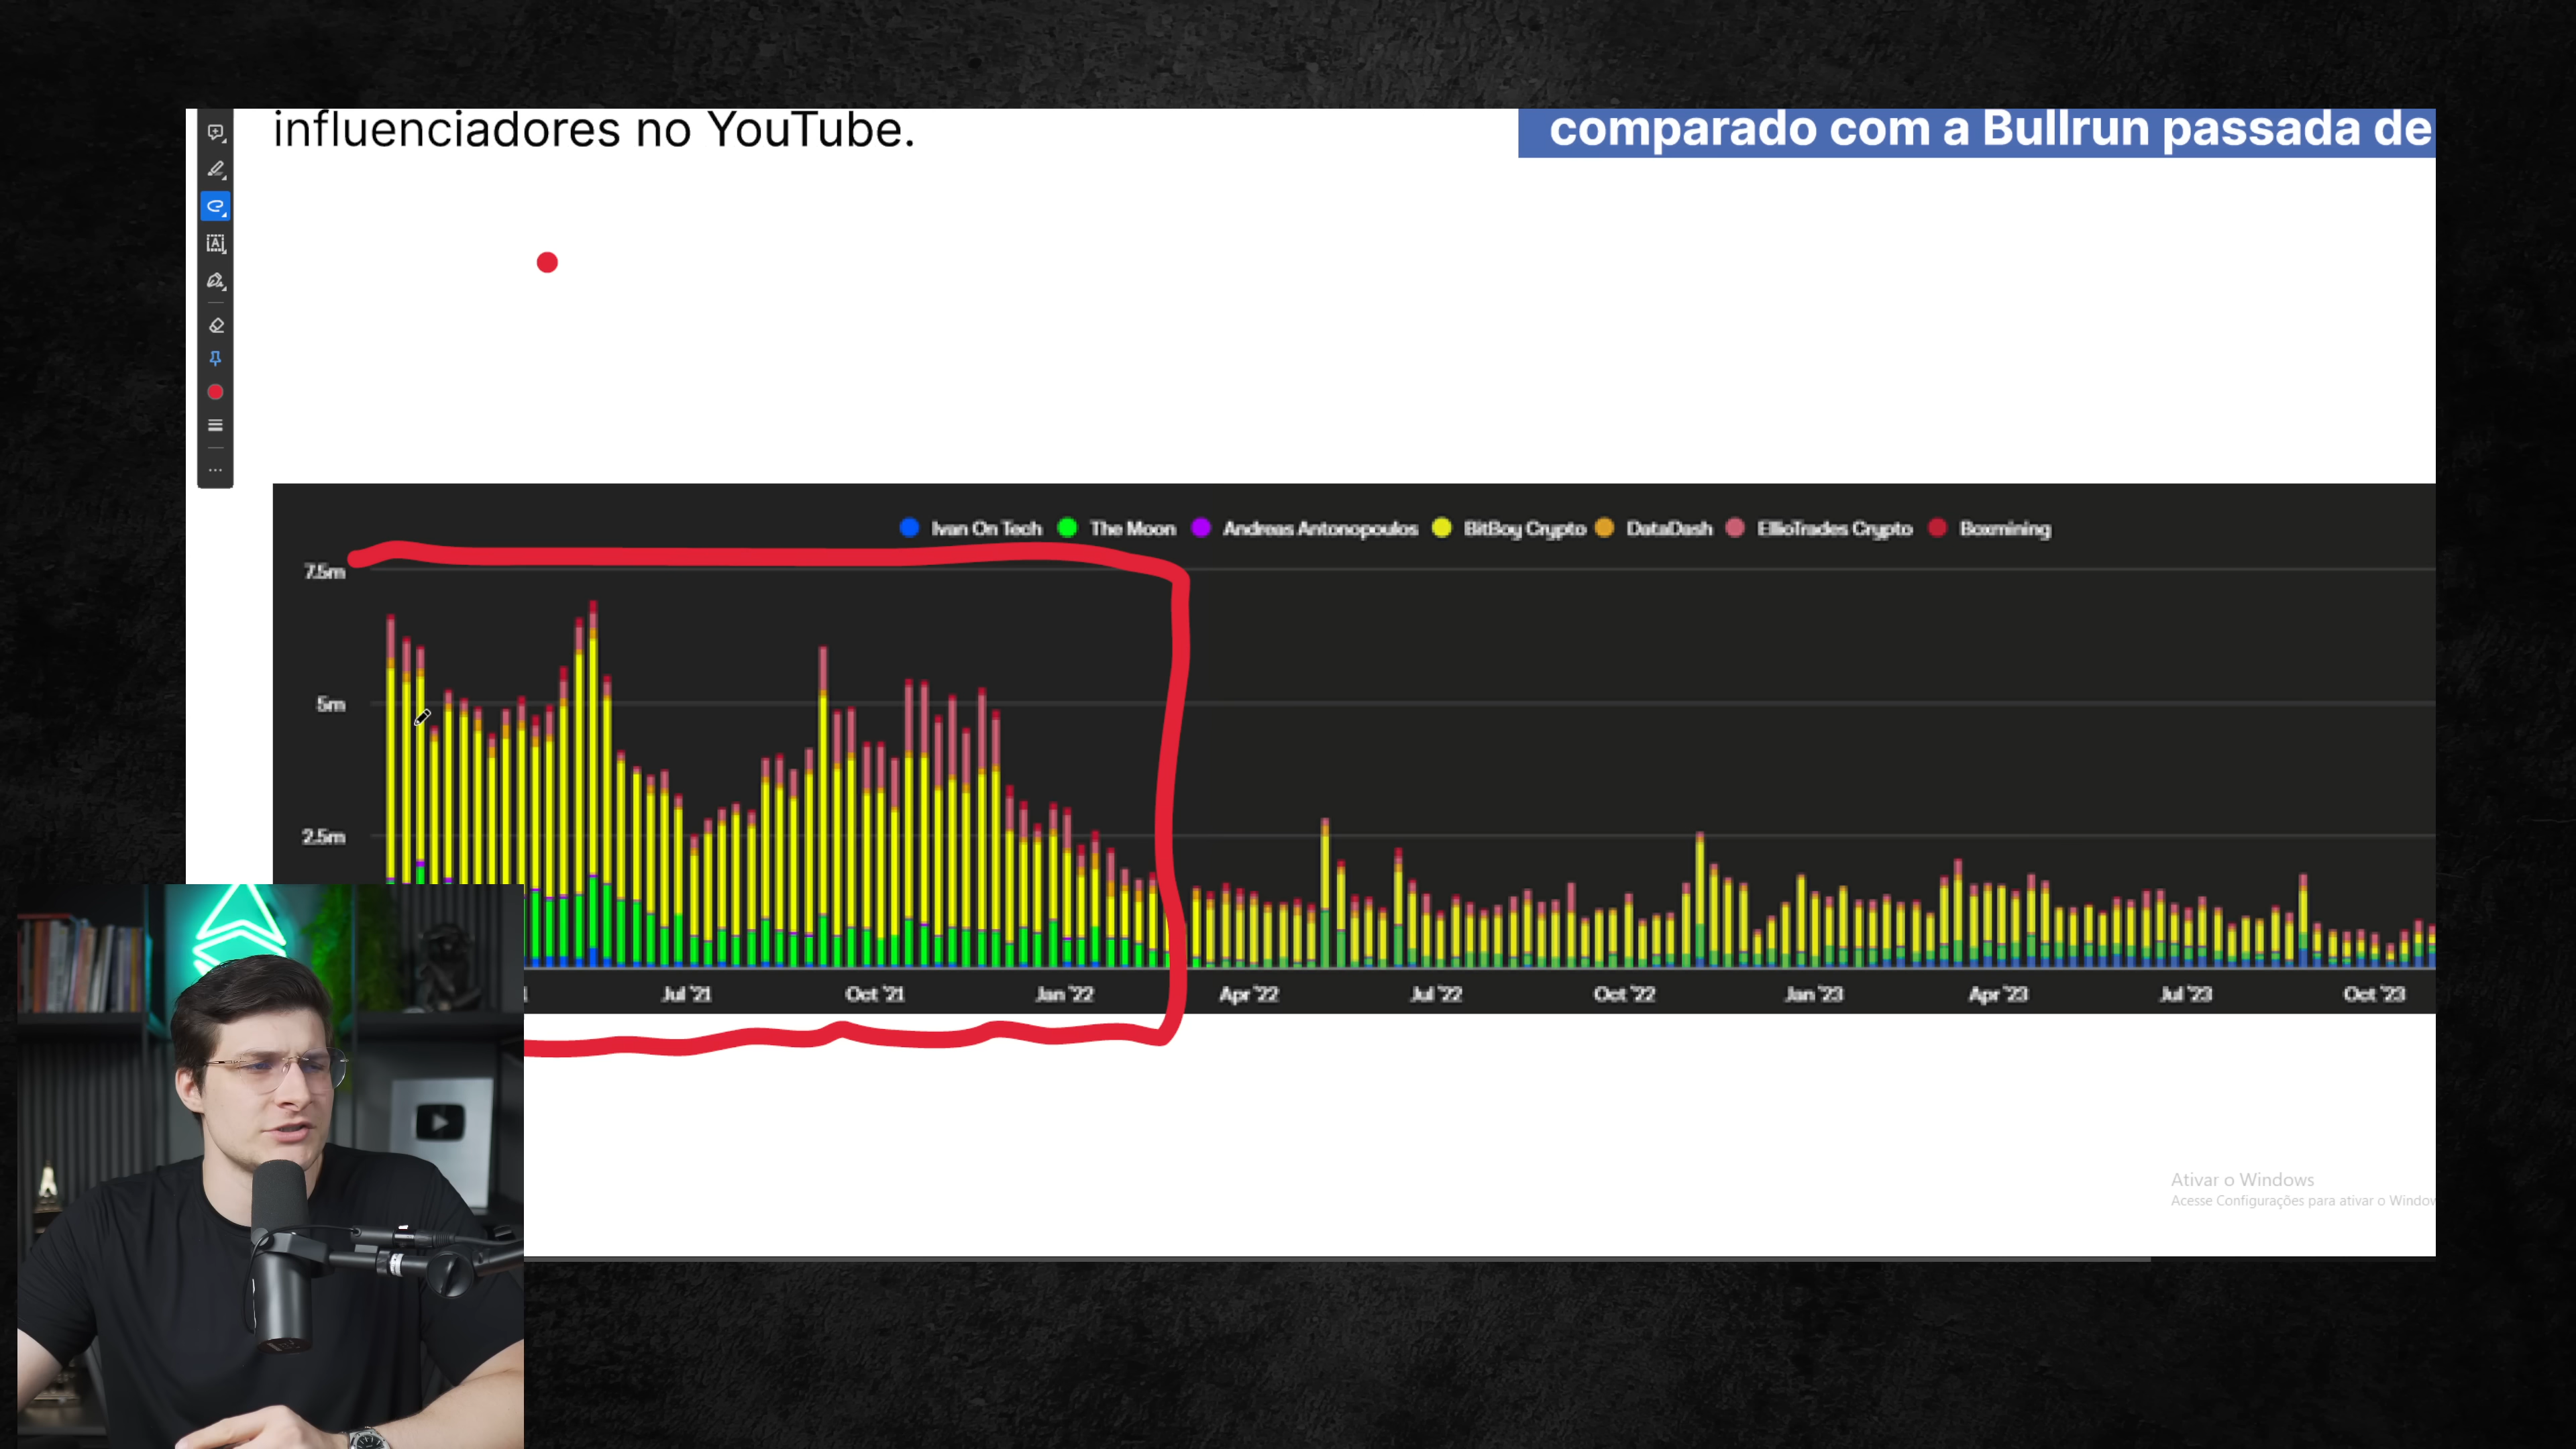 influenciadores no YouTube.
comparado com a Bullrun passada de
Ivan On Tech The Moon Andreas Antonopoulos BitBoy Crypto DataDash EllioTrades Crypto Boxmining
7.5m
5m
2.5m
Jul '21 Oct '21 Jan '22 Apr '22 Jul '22 Oct '22 Jan '23 Apr '23 Jul '23 Oct '23
Ativar o Windows
Acesse Configurações para ativar o